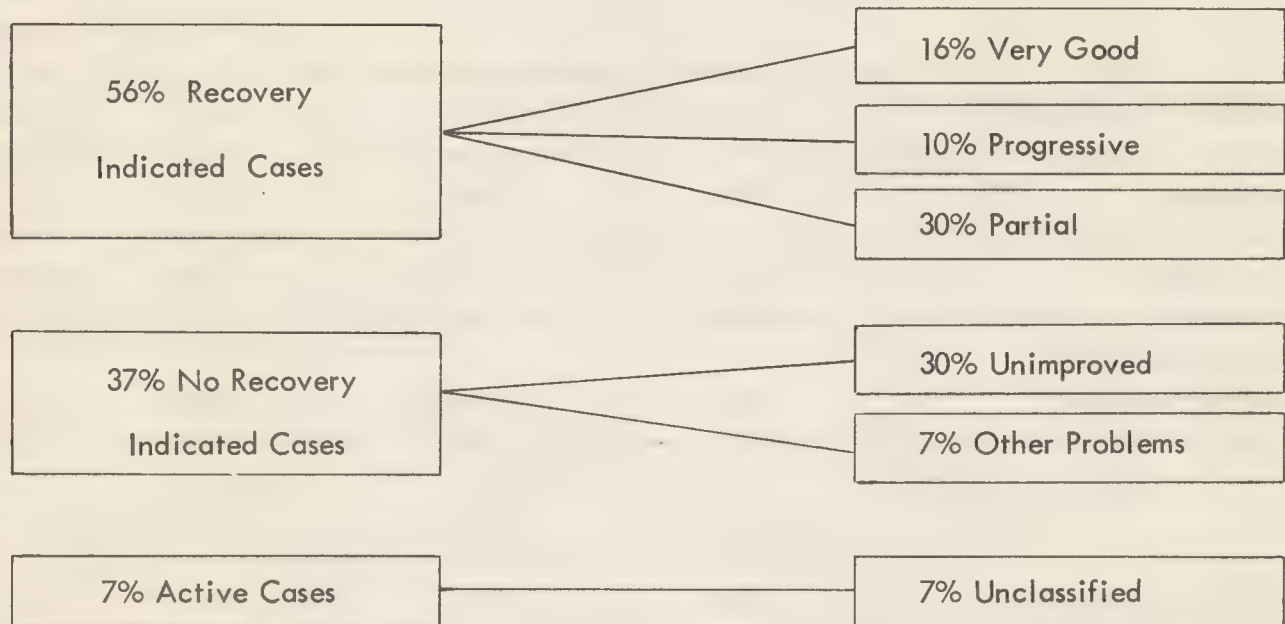 56% Recovery
Indicated Cases
16% Very Good
10% Progressive
30% Partial
37% No Recovery
Indicated Cases
30% Unimproved
7% Other Problems
7% Active Cases
7% Unclassified